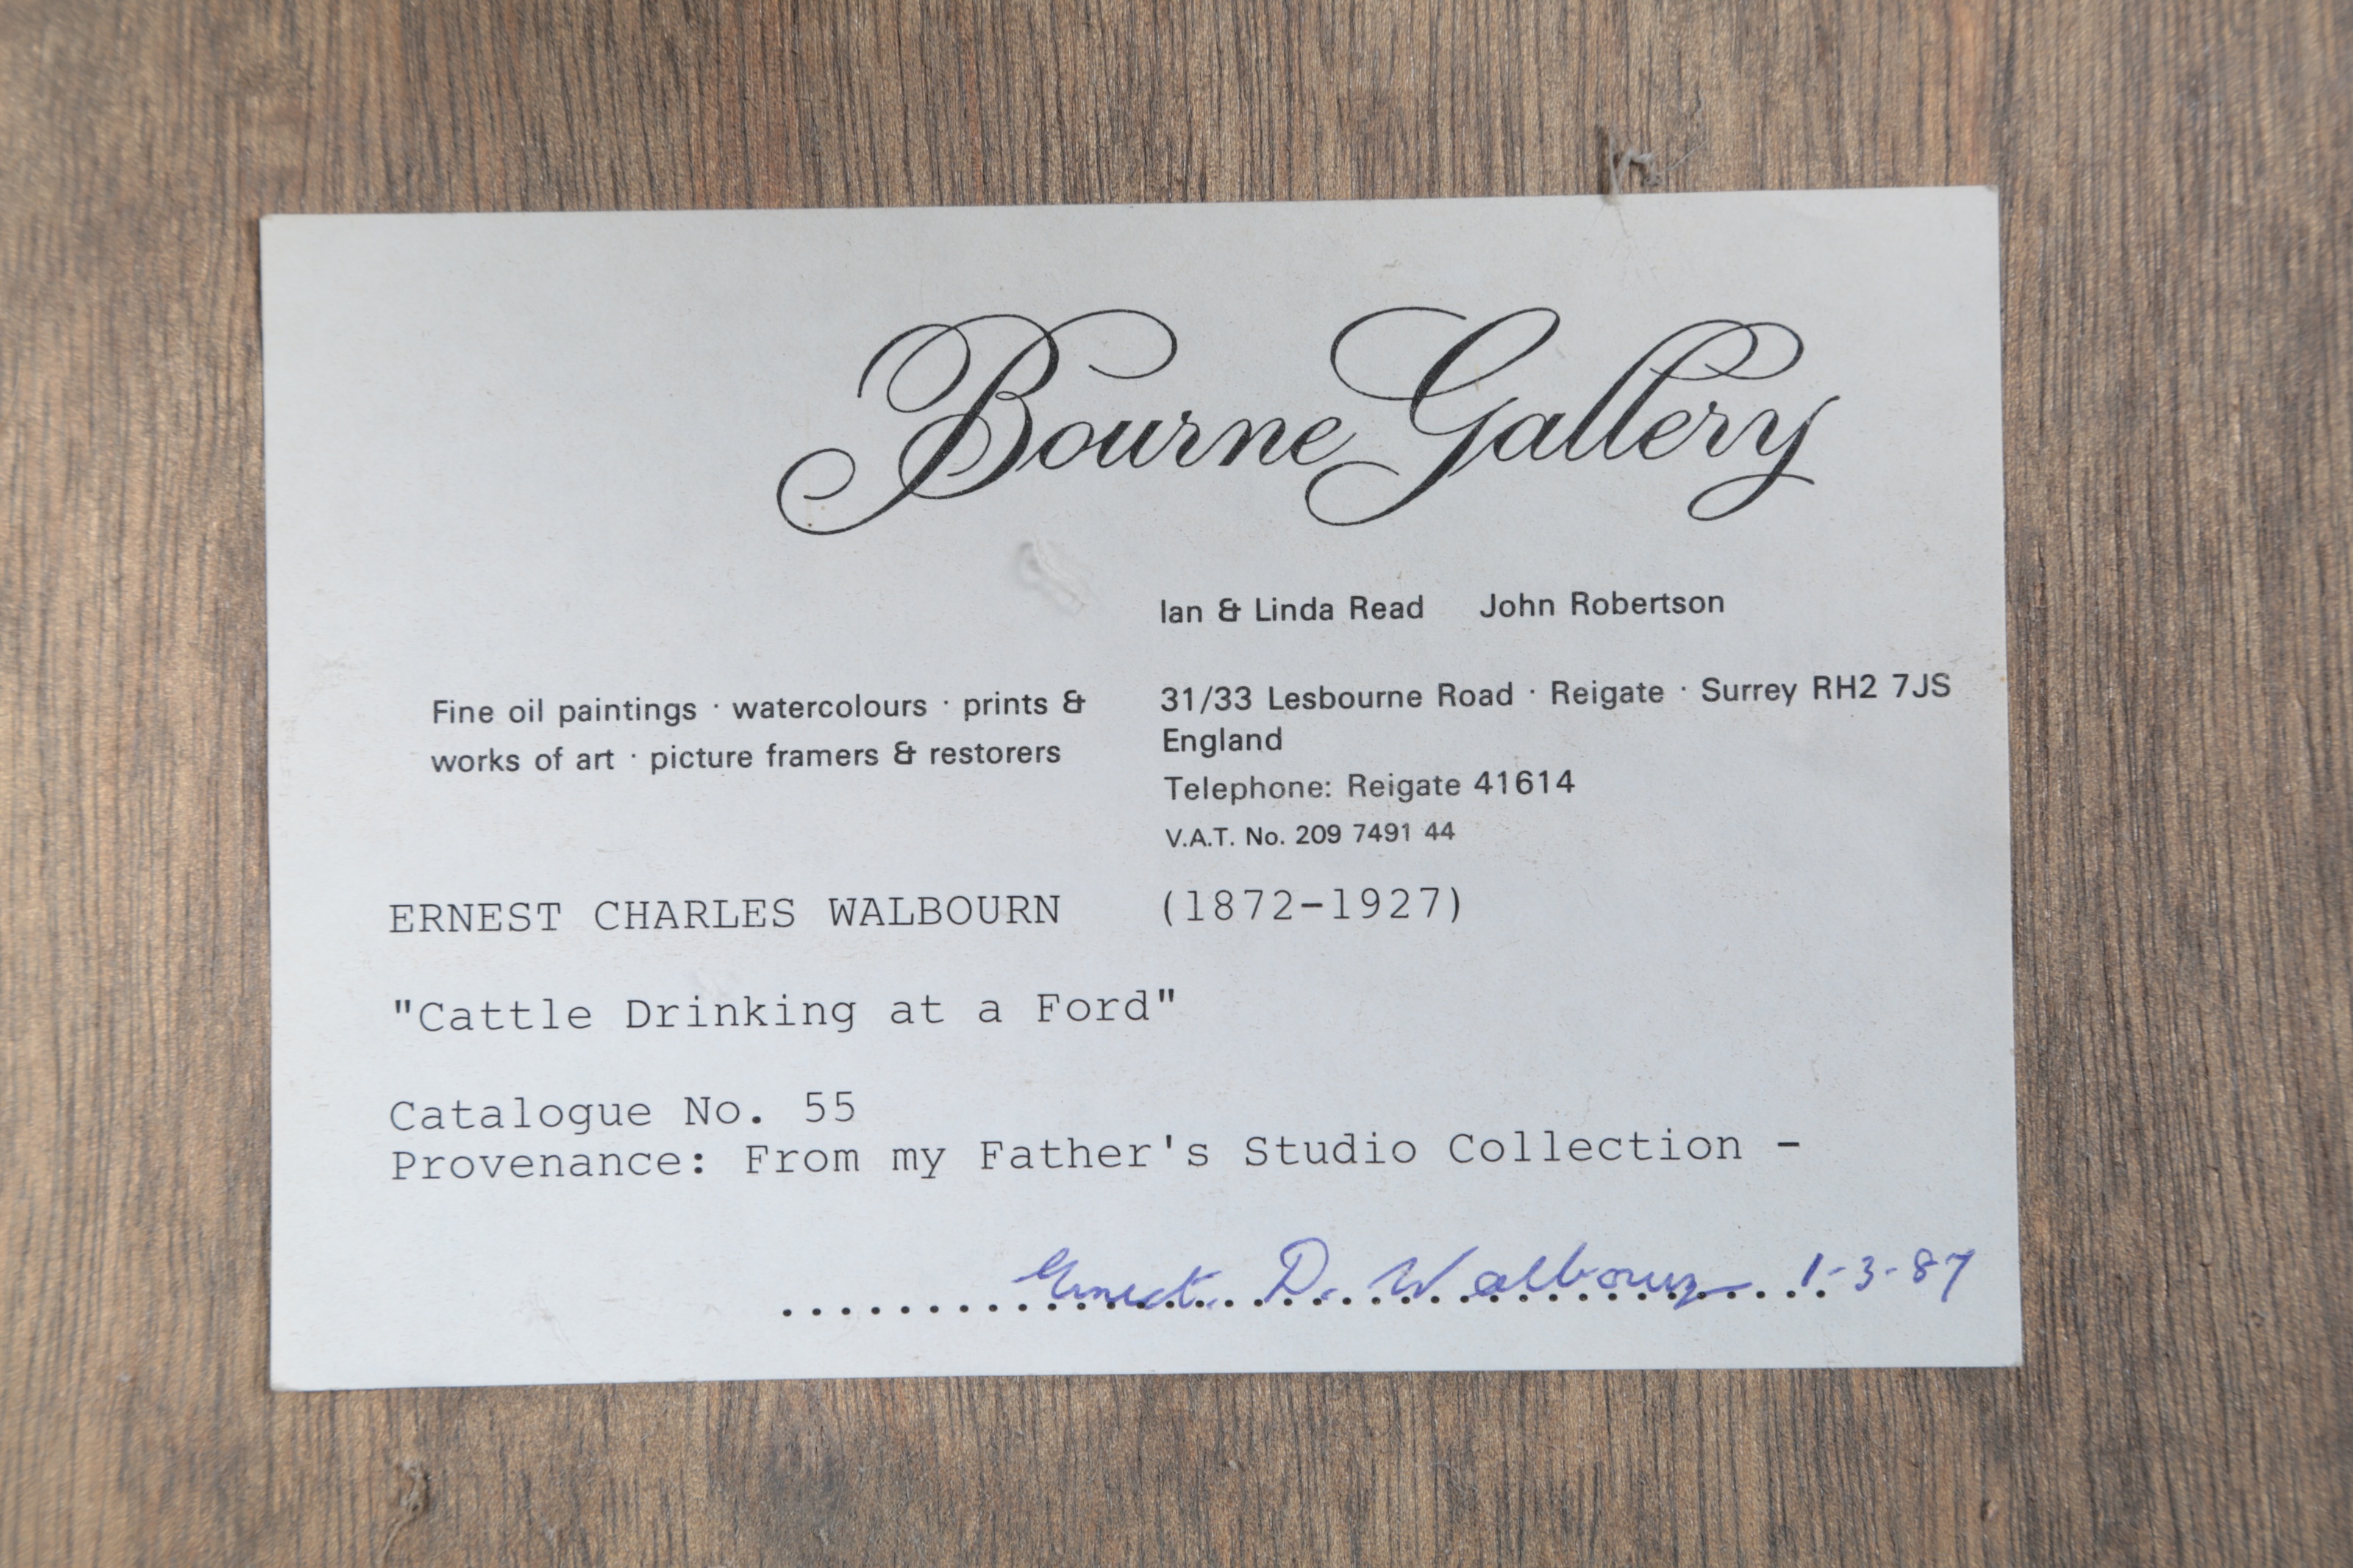 Bourne Gallery
Ian & Linda Read John Robertson
Fine oil paintings · watercolours · prints &
works of art · picture framers & restorers
31/33 Lesbourne Road · Reigate · Surrey RH2 7JS
England
Telephone: Reigate 41614
V.A.T. No. 209 7491 44
ERNEST CHARLES WALBOURN (1872-1927)
"Cattle Drinking at a Ford"
Catalogue No. 55
Provenance: From my Father's Studio Collection -
Ernest D. Walbourn 1-3-87